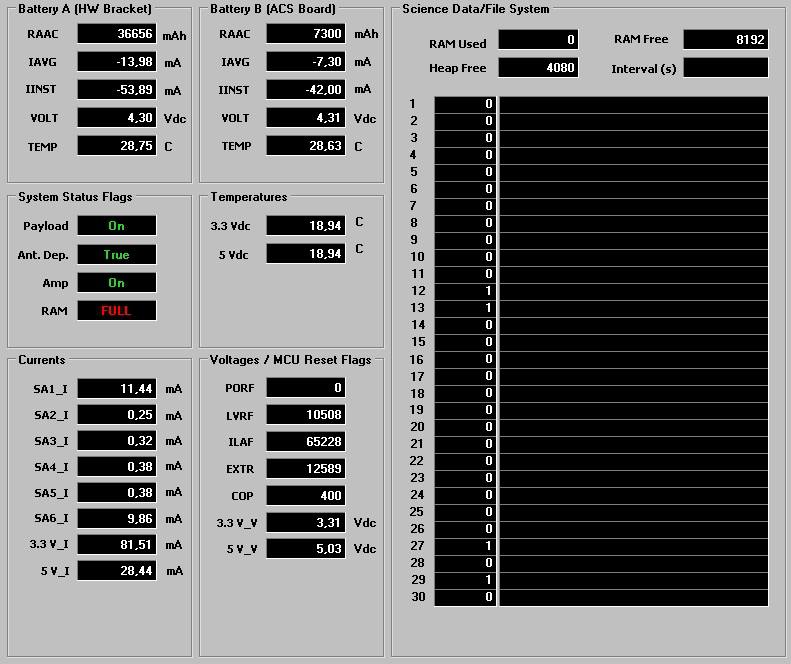 Battery A (HW Bracket)
RAAC 36656 mAh
IAVG -13,98 mA
IINST -53,89 mA
VOLT 4,30 Vdc
TEMP 28,75 C
Battery B (ACS Board)
RAAC 7300 mAh
IAVG -7,30 mA
IINST -42,00 mA
VOLT 4,31 Vdc
TEMP 28,63 C
System Status Flags
Payload On
Ant. Dep. True
Amp On
RAM FULL
Temperatures
3.3 Vdc 18,94 C
5 Vdc 18,94 C
Currents
SA1_I 11,44 mA
SA2_I 0,25 mA
SA3_I 0,32 mA
SA4_I 0,38 mA
SA5_I 0,38 mA
SA6_I 9,86 mA
3.3 V_I 81,51 mA
5 V_I 28,44 mA
Voltages / MCU Reset Flags
PORF 0
LVRF 10508
ILAF 65228
EXTR 12589
COP 400
3.3 V_V 3,31 Vdc
5 V_V 5,03 Vdc
Science Data/File System
RAM Used 0 RAM Free 8192
Heap Free 4080 Interval (s)
1 0
2 0
3 0
4 0
5 0
6 0
7 0
8 0
9 0
10 0
11 0
12 1
13 1
14 0
15 0
16 0
17 0
18 0
19 0
20 0
21 0
22 0
23 0
24 0
25 0
26 0
27 1
28 0
29 1
30 0